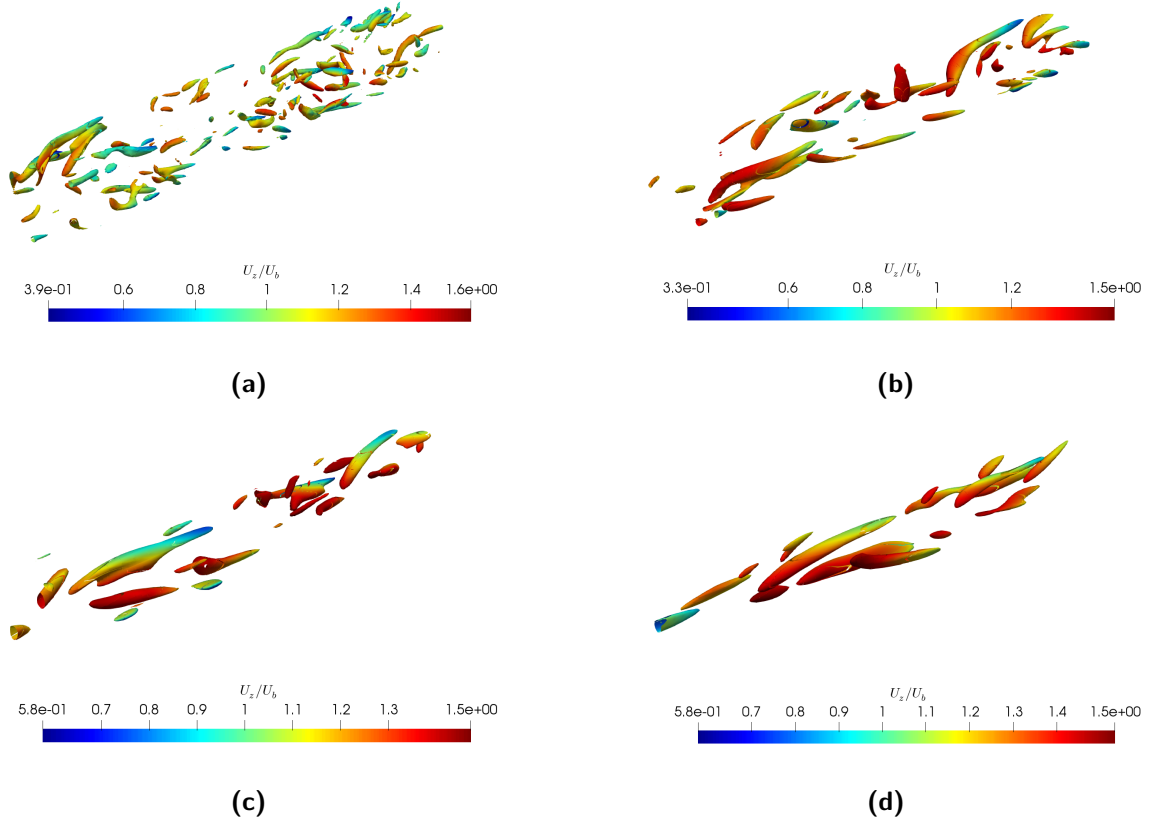 U_z/U_b
3.9e-01 0.6 0.8 1 1.2 1.4 1.6e+00
(a)
U_z/U_b
3.3e-01 0.6 0.8 1 1.2 1.5e+00
(b)
U_z/U_b
5.8e-01 0.7 0.8 0.9 1 1.1 1.2 1.3 1.5e+00
(c)
U_z/U_b
5.8e-01 0.7 0.8 0.9 1.0 1.1 1.2 1.3 1.4 1.5e+00
(d)